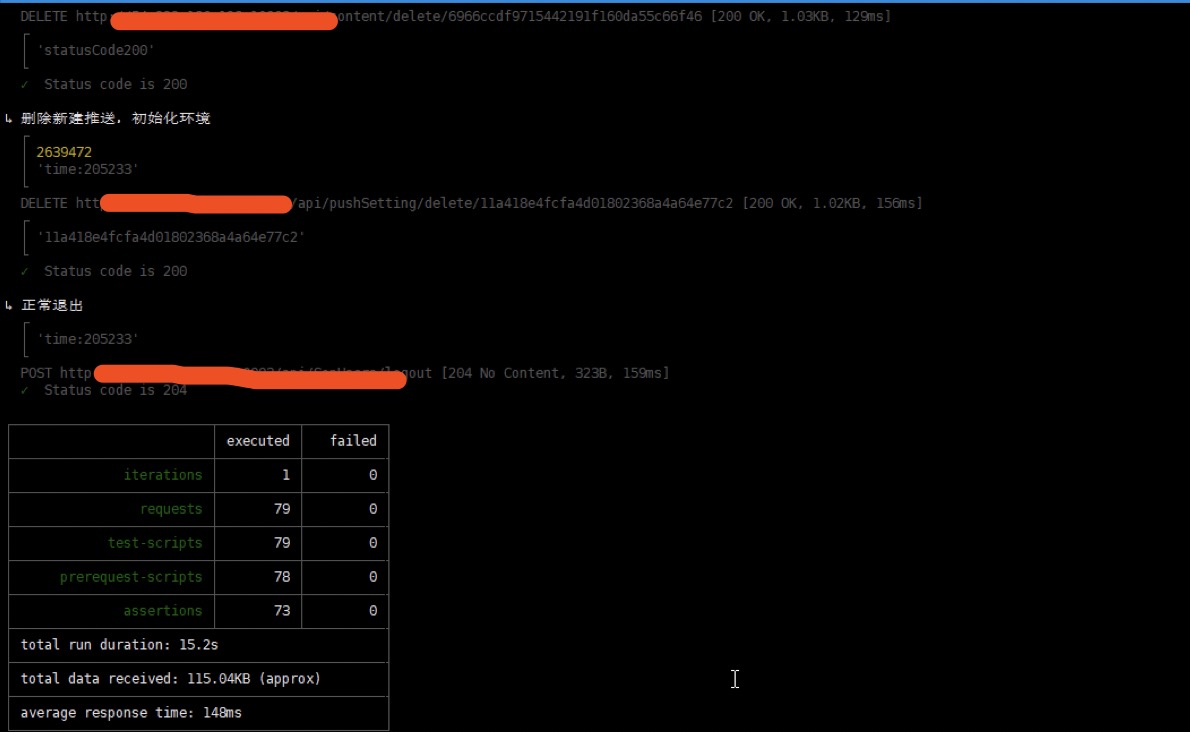 DELETE http ontent/delete/6966ccdf9715442191f160da55c66f46 [200 OK, 1.03KB, 129ms]
'statusCode200'
✓ Status code is 200
↳ 删除新建推送，初始化环境
2639472
'time:205233'
DELETE htt /api/pushSetting/delete/11a418e4fcfa4d01802368a4a64e77c2 [200 OK, 1.02KB, 156ms]
'11a418e4fcfa4d01802368a4a64e77c2'
✓ Status code is 200
↳ 正常退出
'time:205233'
POST http gout [204 No Content, 323B, 159ms]
✓ Status code is 204
executed failed
iterations 1 0
requests 79 0
test-scripts 79 0
prerequest-scripts 78 0
assertions 73 0
total run duration: 15.2s
total data received: 115.04KB (approx)
average response time: 148ms